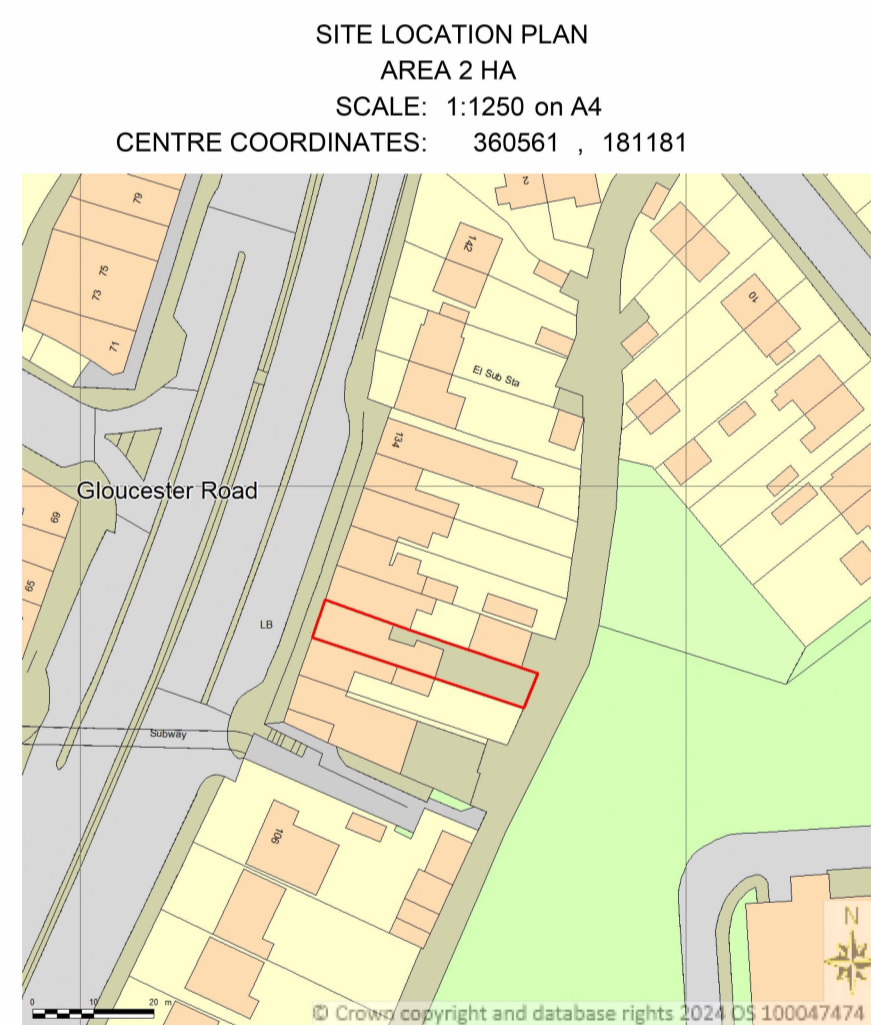 SITE LOCATION PLAN
AREA 2 HA
SCALE: 1:1250 on A4
CENTRE COORDINATES: 360561 , 181181
2
79
142
75
73
10
71
El Sub Sta
134
Gloucester Road
69
59
LB
Subway
106
N
0 10 20 m
© Crown copyright and database rights 2024 OS 100047474